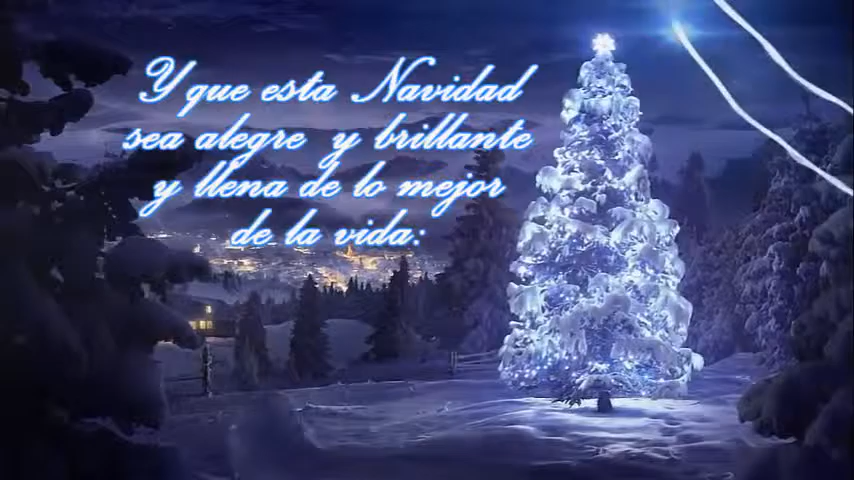 Y que esta Navidad
sea alegre y brillante
y llena de lo mejor
de la vida: